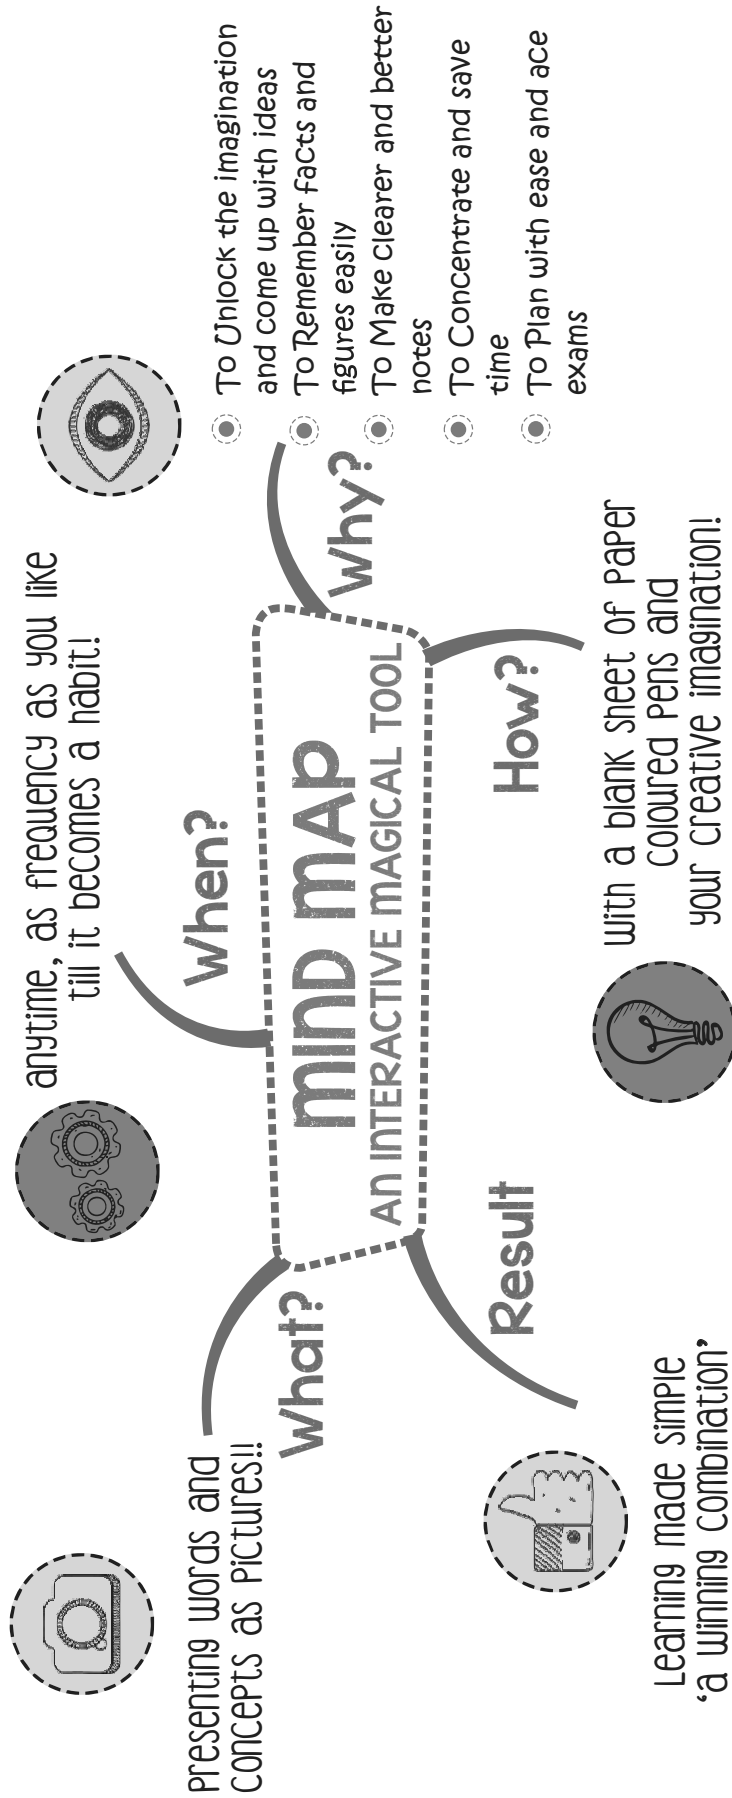 Presenting words and
concepts as pictures!!
What?
anytime, as frequency as you like
till it becomes a habit!
When?
To Unlock the imagination
and come up with ideas
To Remember facts and
figures easily
To Make clearer and better
notes
To Concentrate and save
time
To Plan with ease and ace
exams
Why?
MIND MAP
AN INTERACTIVE MAGICAL TOOL
How?
With a blank sheet of paper
Coloured pens and
your creative imagination!
Result
Learning made simple
‘a winning combination’